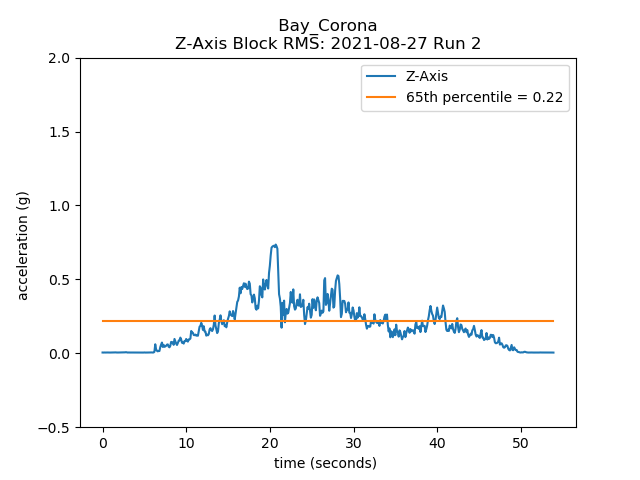 Bay_Corona
Z-Axis Block RMS: 2021-08-27 Run 2
Z-Axis
65th percentile = 0.22
2.0
1.5
1.0
0.5
0.0
−0.5
acceleration (g)
0 10 20 30 40 50
time (seconds)